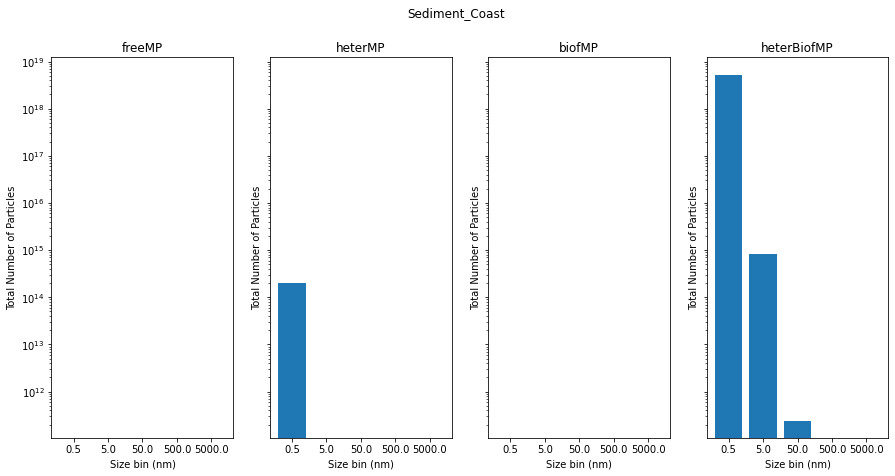 Sediment_Coast
freeMP
heterMP
biofMP
heterBiofMP
Total Number of Particles
10^19
10^18
10^17
10^16
10^15
10^14
10^13
10^12
0.5 5.0 50.0 500.0 5000.0
Size bin (nm)
Total Number of Particles
0.5 5.0 50.0 500.0 5000.0
Size bin (nm)
Total Number of Particles
0.5 5.0 50.0 500.0 5000.0
Size bin (nm)
Total Number of Particles
0.5 5.0 50.0 500.0 5000.0
Size bin (nm)